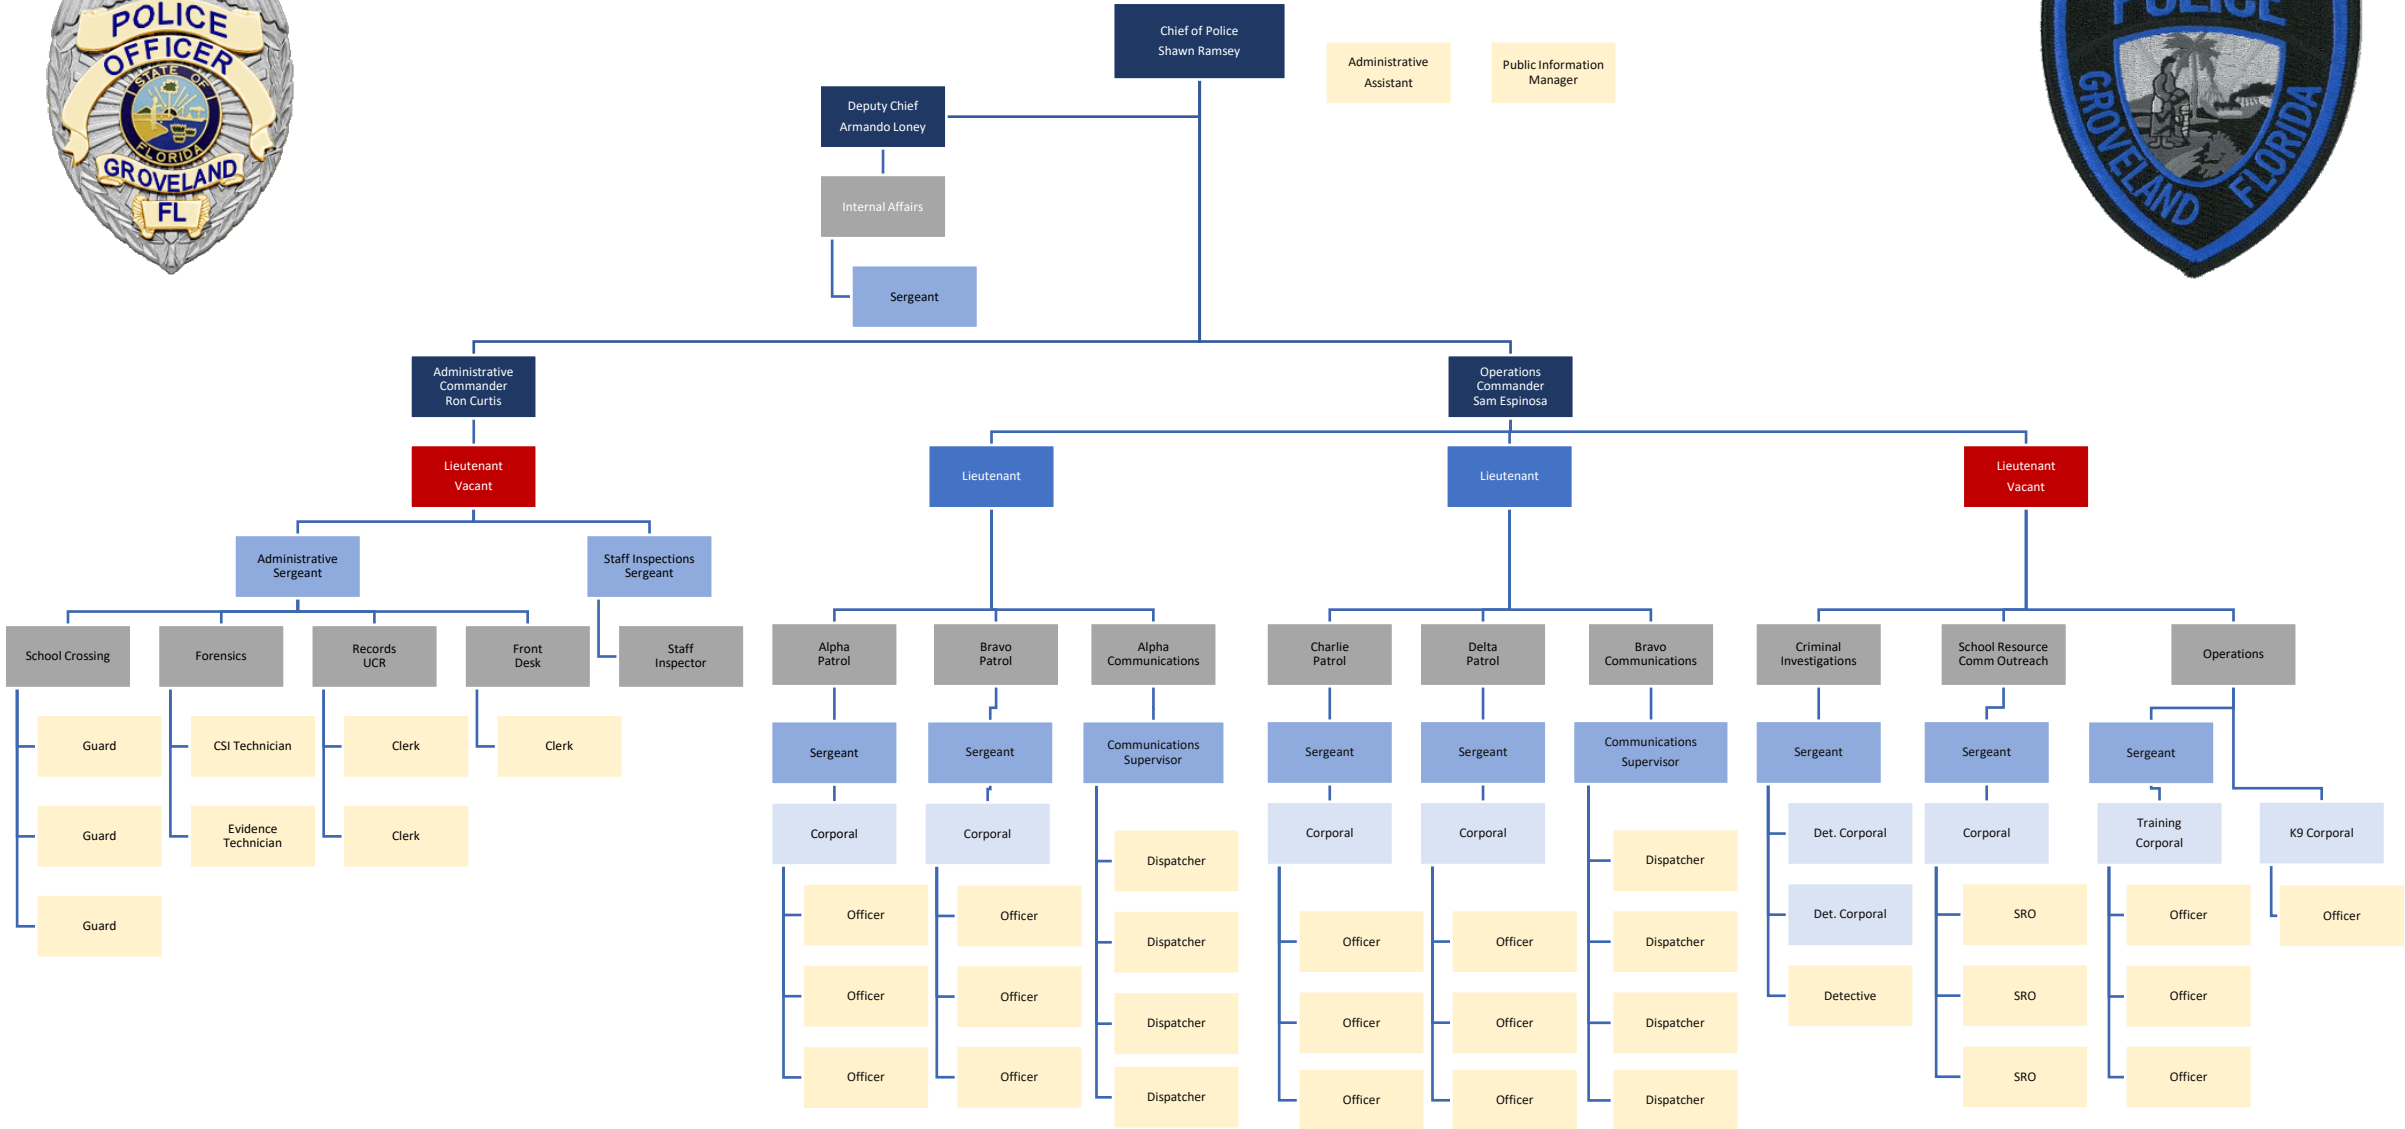 POLICE
OFFICER
STATE OF
FLORIDA
GROVELAND
FL
Chief of Police
Shawn Ramsey
Administrative
Assistant
Public Information
Manager
POLICE
GROVELAND
FLORIDA
Deputy Chief
Armando Loney
Internal Affairs
Sergeant
Administrative
Commander
Ron Curtis
Operations
Commander
Sam Espinosa
Lieutenant
Vacant
Lieutenant
Lieutenant
Lieutenant
Vacant
Administrative
Sergeant
Staff Inspections
Sergeant
School Crossing
Forensics
Records
UCR
Front
Desk
Staff
Inspector
Alpha
Patrol
Bravo
Patrol
Alpha
Communications
Charlie
Patrol
Delta
Patrol
Bravo
Communications
Criminal
Investigations
School Resource
Comm Outreach
Operations
Guard
CSI Technician
Clerk
Clerk
Sergeant
Sergeant
Communications
Supervisor
Sergeant
Sergeant
Communications
Supervisor
Sergeant
Sergeant
Sergeant
Guard
Evidence
Technician
Clerk
Corporal
Corporal
Dispatcher
Corporal
Corporal
Dispatcher
Det. Corporal
Corporal
Training
Corporal
K9 Corporal
Guard
Officer
Officer
Dispatcher
Officer
Officer
Dispatcher
Det. Corporal
SRO
Officer
Officer
Officer
Officer
Dispatcher
Officer
Officer
Dispatcher
Detective
SRO
Officer
Officer
Officer
Dispatcher
Officer
Officer
Dispatcher
SRO
Officer